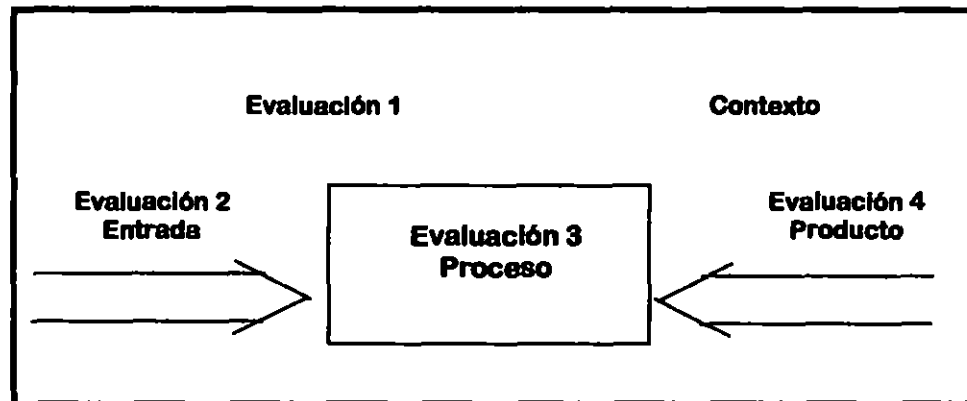 Evaluación 1
Contexto
Evaluación 2
Entrada
Evaluación 3
Proceso
Evaluación 4
Producto